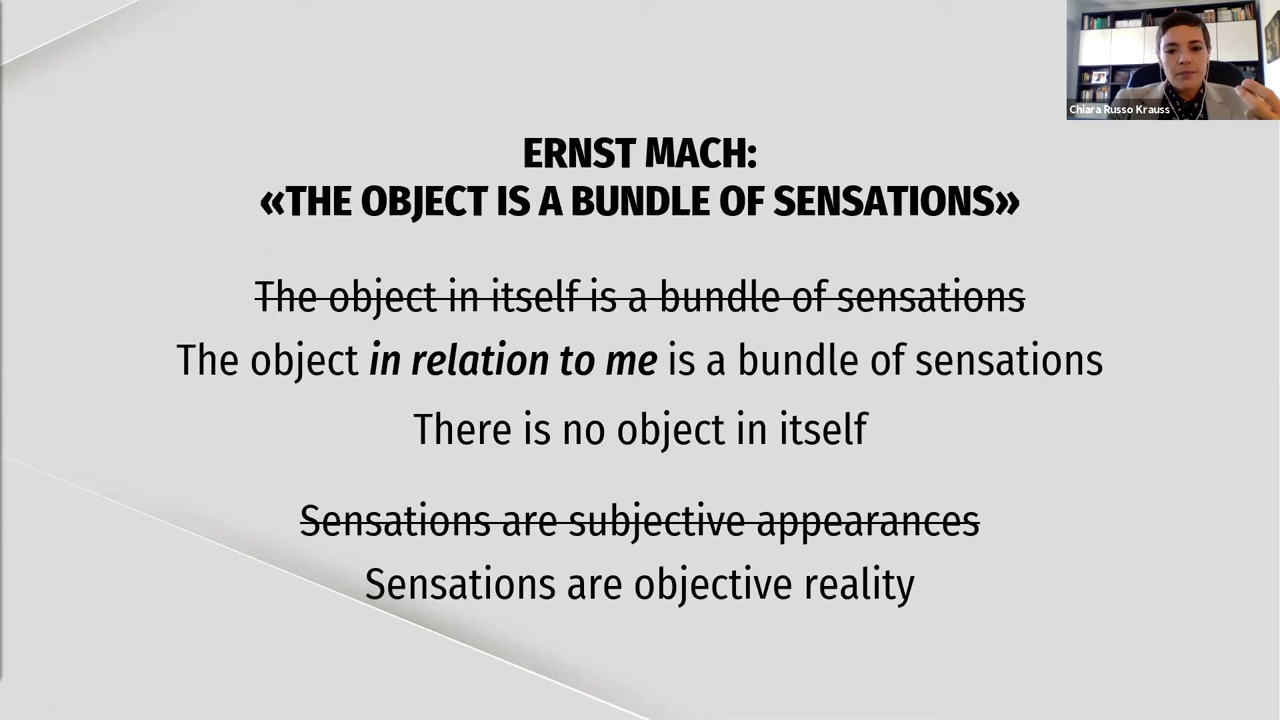 Chiara Russo Krauss
ERNST MACH:
«THE OBJECT IS A BUNDLE OF SENSATIONS»
The object in itself is a bundle of sensations
The object in relation to me is a bundle of sensations
There is no object in itself
Sensations are subjective appearances
Sensations are objective reality